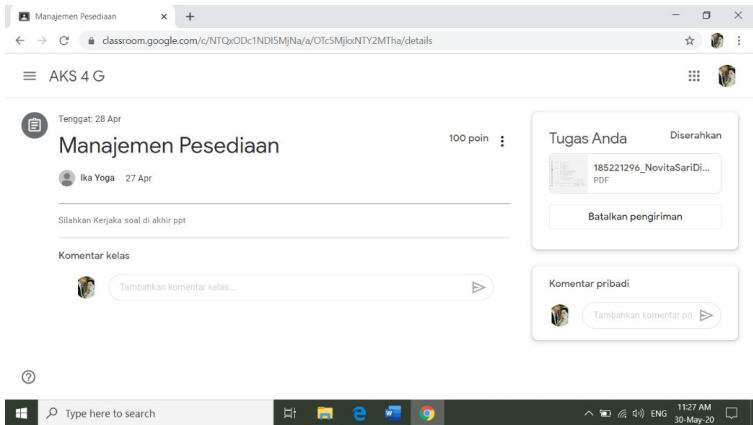 Manajemen Pesediaan
classroom.google.com/c/NTQxODc1NDI5MjNa/a/OTc5MjkxNTY2MTha/details
AKS 4 G
Tenggat: 28 Apr
Manajemen Pesediaan
100 poin
Ika Yoga 27 Apr
Silahkan Kerjaka soal di akhir ppt
Komentar kelas
Tambahkan komentar kelas...
Tugas Anda Diserahkan
185221296_NovitaSariDi...
PDF
Batalkan pengiriman
Komentar pribadi
Tambahkan komentar pri
Type here to search
ENG
11:27 AM
30-May-20